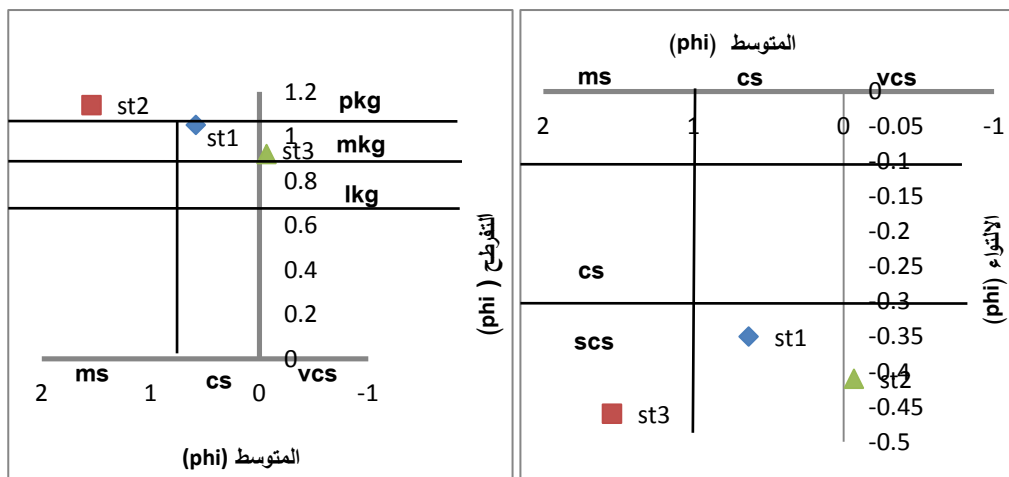 1.2
pkg
st2
st1
1
mkg
st3
0.8
lkg
0.6
0.4
0.2
0
التفرطح ( phi)
ms
cs
vcs
2
1
0
-1
المتوسط (phi)
المتوسط (phi)
ms
cs
vcs
0
2
1
0
-1
-0.05
-0.1
-0.15
-0.2
-0.25
cs
-0.3
scs
st1
-0.35
-0.4
st2
st3
-0.45
-0.5
الالتواء (phi)